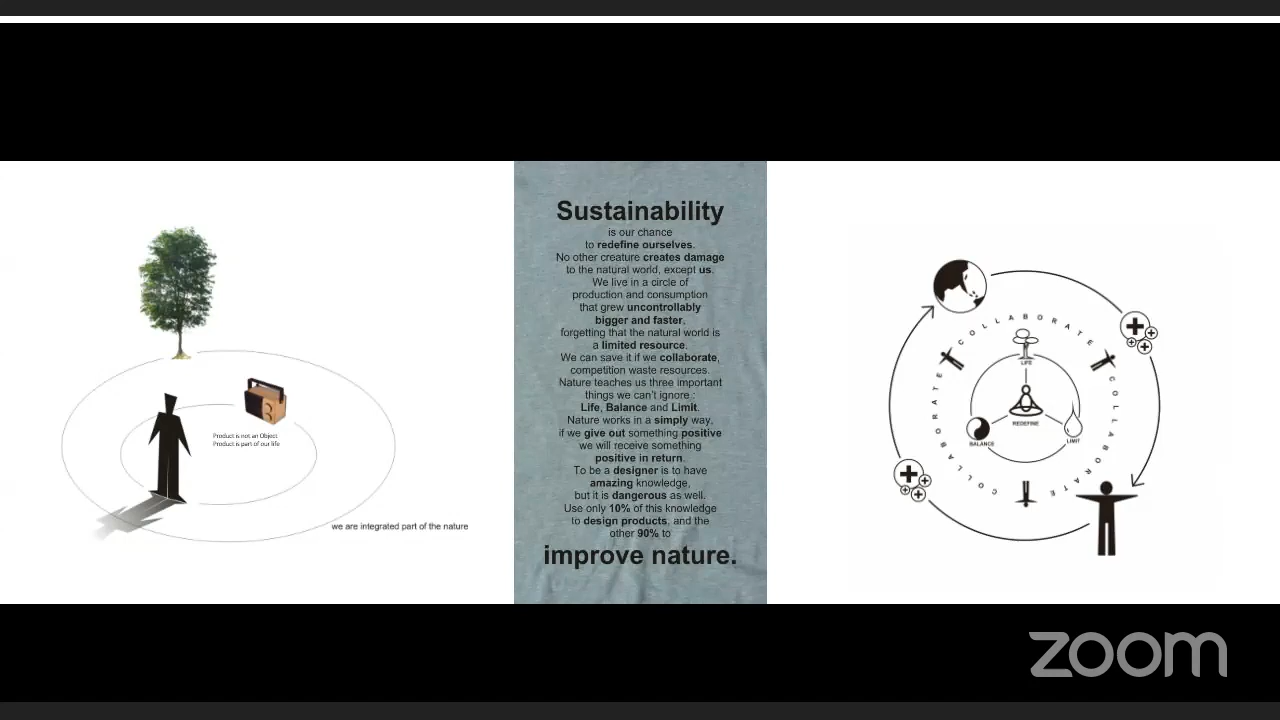 Product is not an Object
Product is part of our life
we are integrated part of the nature
Sustainability
is our chance
to redefine ourselves.
No other creature creates damage
to the natural world, except us.
We live in a circle of
production and consumption
that grew uncontrollably
bigger and faster,
forgetting that the natural world is
a limited resource.
We can save it if we collaborate,
competition waste resources.
Nature teaches us three important
things we can't ignore :
Life, Balance and Limit.
Nature works in a simply way,
if we give out something positive
we will receive something
positive in return.
To be a designer is to have
amazing knowledge,
but it is dangerous as well.
Use only 10% of this knowledge
to design products, and the
other 90% to
improve nature.
COLLABORATE
COLLABORATE
COLLABORATE
LIFE
REDEFINE
BALANCE
LIMIT
zoom